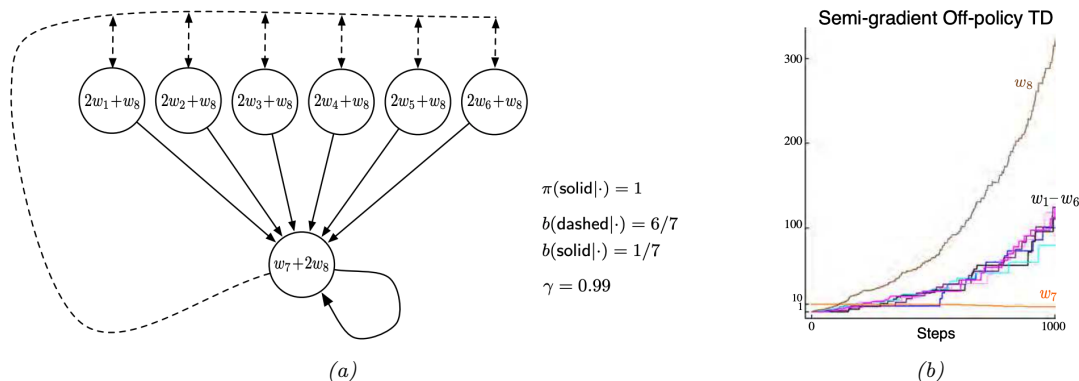 2w₁+w₈ 2w₂+w₈ 2w₃+w₈ 2w₄+w₈ 2w₅+w₈ 2w₆+w₈
w₇+2w₈
π(solid|·) = 1
b(dashed|·) = 6/7
b(solid|·) = 1/7
γ = 0.99
(a)
Semi-gradient Off-policy TD
300
w₈
200
w₁–w₆
100
w₇
10
1
0
1000
Steps
(b)